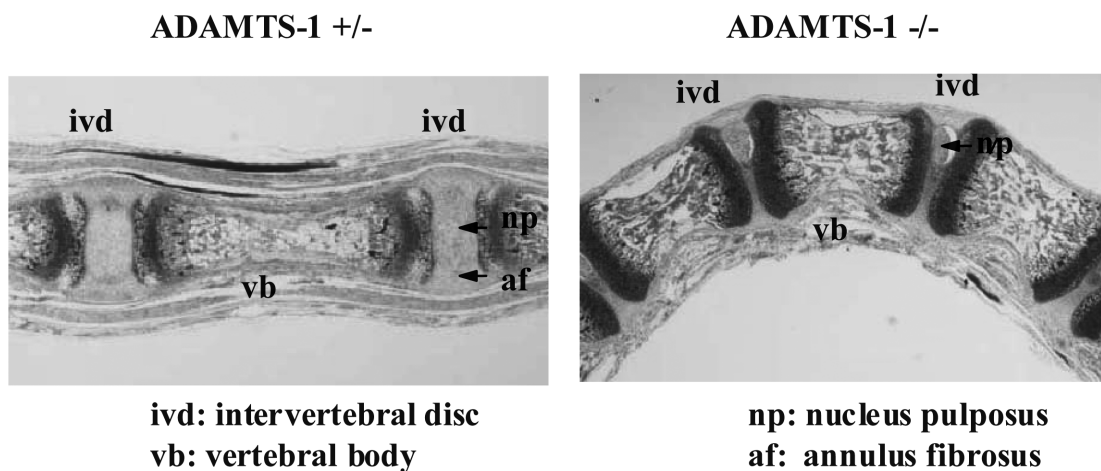 ADAMTS-1 +/-
ADAMTS-1 -/-
ivd
ivd
np
af
vb
ivd
ivd
np
vb
ivd: intervertebral disc
vb: vertebral body
np: nucleus pulposus
af: annulus fibrosus